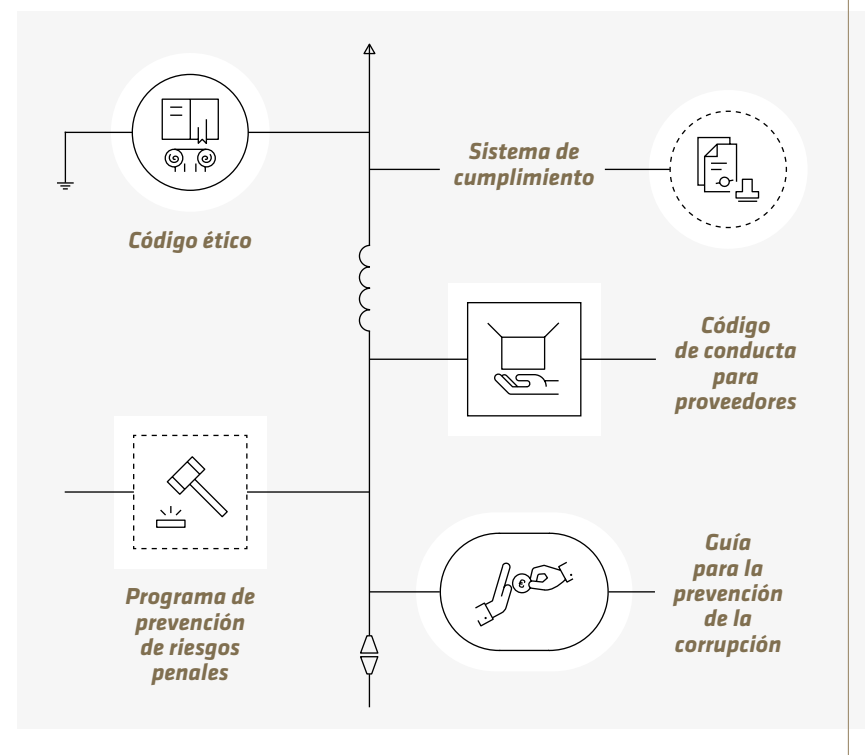 Código ético
Sistema de
cumplimiento
Código
de conducta
para
proveedores
Programa de
prevención
de riesgos
penales
Guía
para la
prevención
de la
corrupción
€